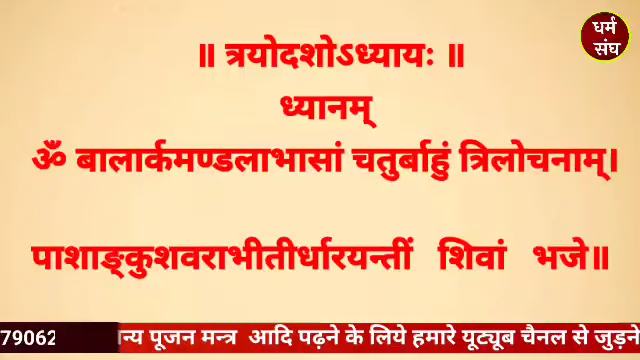 धर्म
संघ
॥ त्रयोदशोऽध्यायः ॥
ध्यानम्
ॐ बालार्कमण्डलाभासां चतुर्बाहुं त्रिलोचनाम्।
पाशाङ्कुशवराभीतीर्धारयन्तीं शिवां भजे॥
79062 न्य पूजन मन्त्र आदि पढ़ने के लिये हमारे यूट्यूब चैनल से जुड़ने